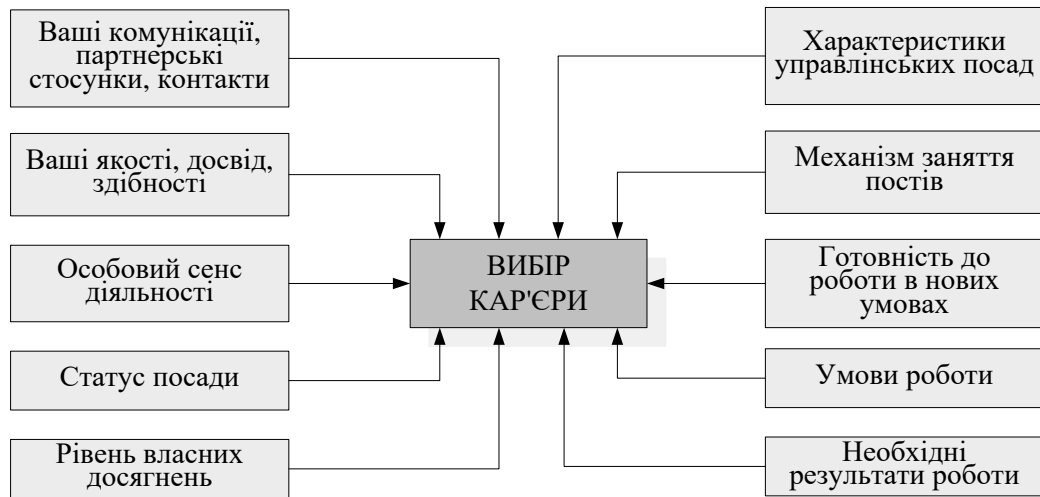 Ваші комунікації,
партнерські
стосунки, контакти
Ваші якості, досвід,
здібності
Особовий сенс
діяльності
Статус посади
Рівень власних
досягнень
ВИБІР
КАР'ЄРИ
Характеристики
управлінських посад
Механізм заняття
постів
Готовність до
роботи в нових
умовах
Умови роботи
Необхідні
результати роботи